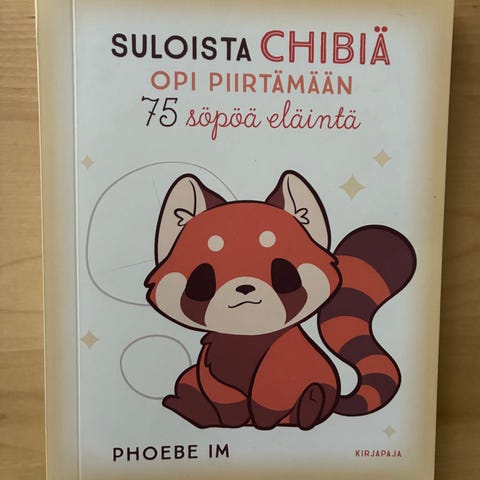 SULOISTA CHIBIÄ
OPI PIIRTÄMÄÄN
75 söpöä eläintä
PHOEBE IM
KIRJAPAJA